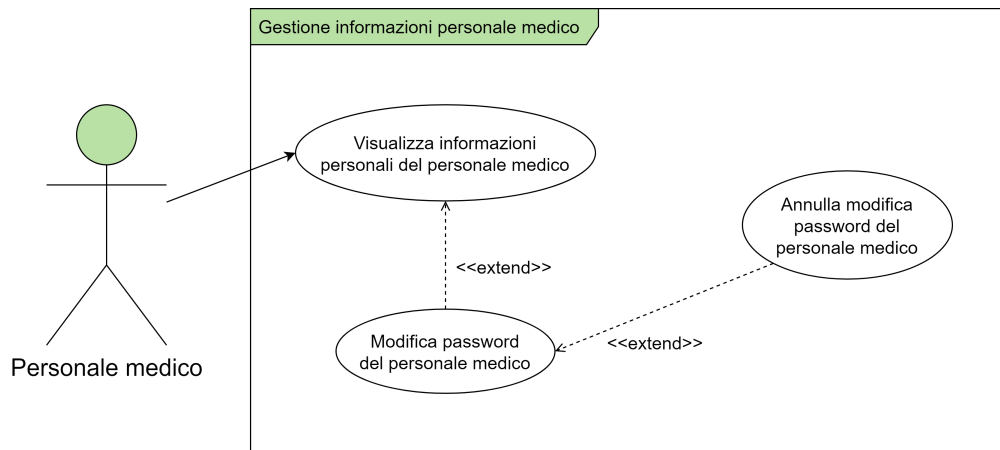 Gestione informazioni personale medico
Visualizza informazioni
personali del personale medico
Annulla modifica
password del
personale medico
<<extend>>
Modifica password
del personale medico
<<extend>>
Personale medico